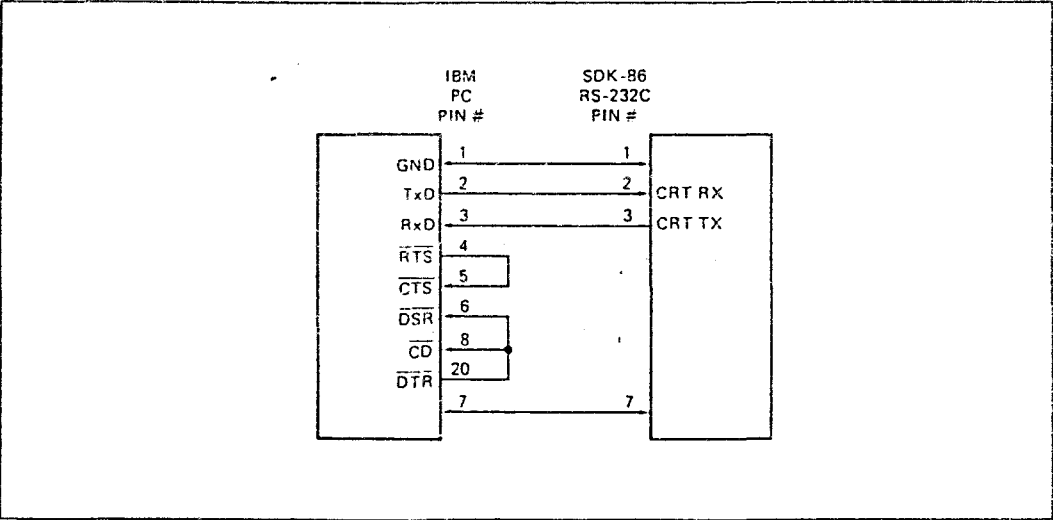 IBM PC PIN #
SDK-86 RS-232C PIN #
GND 1 1
TxD 2 2 CRT RX
RxD 3 3 CRT TX
RTS 4
CTS 5
DSR 6
CD 8
DTR 20
7 7